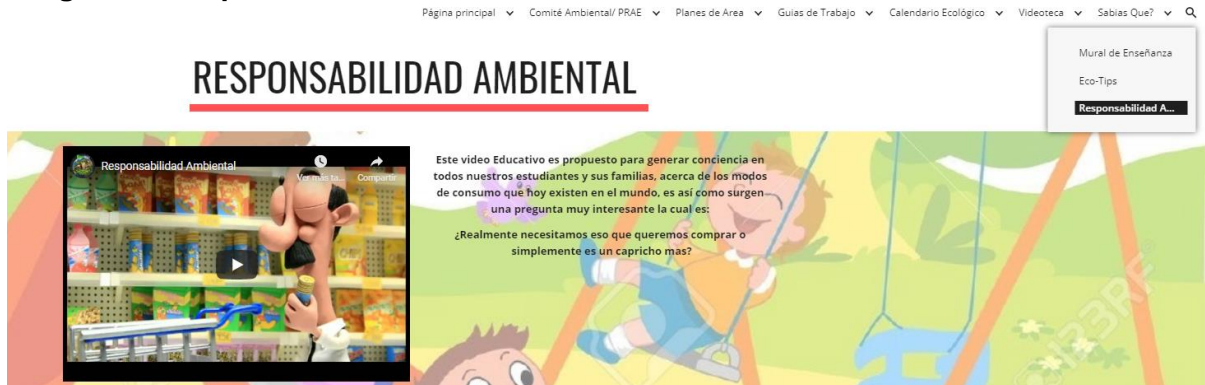 Página principal Comité Ambiental/ PRAE Planes de Area Guias de Trabajo Calendario Ecológico Videoteca Sabias Que?
Mural de Enseñanza
Eco-Tips
Responsabilidad A...
RESPONSABILIDAD AMBIENTAL
Responsabilidad Ambiental
Ver más ta... Compartir
Este video Educativo es propuesto para generar conciencia en
todos nuestros estudiantes y sus familias, acerca de los modos
de consumo que hoy existen en el mundo, es así como surgen
una pregunta muy interesante la cual es:
¿Realmente necesitamos eso que queremos comprar o
simplemente es un capricho mas?
123RF